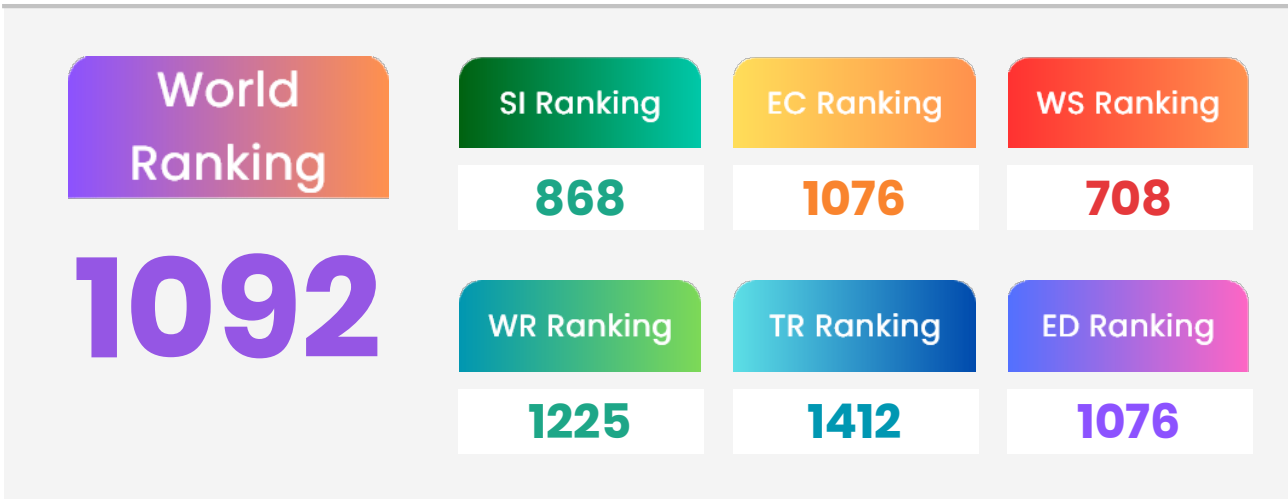 World
Ranking
1092
SI Ranking
868
EC Ranking
1076
WS Ranking
708
WR Ranking
1225
TR Ranking
1412
ED Ranking
1076